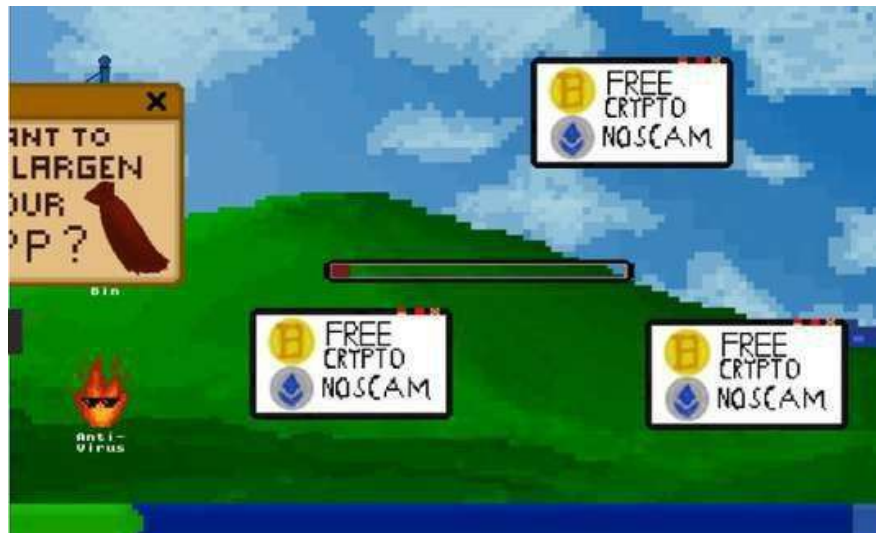 ANT TO
LARGEN
OUR
PP?
Bin
Anti-
Virus
FREE
CRYPTO
NOSCAM
FREE
CRYPTO
NOSCAM
FREE
CRYPTO
NOSCAM